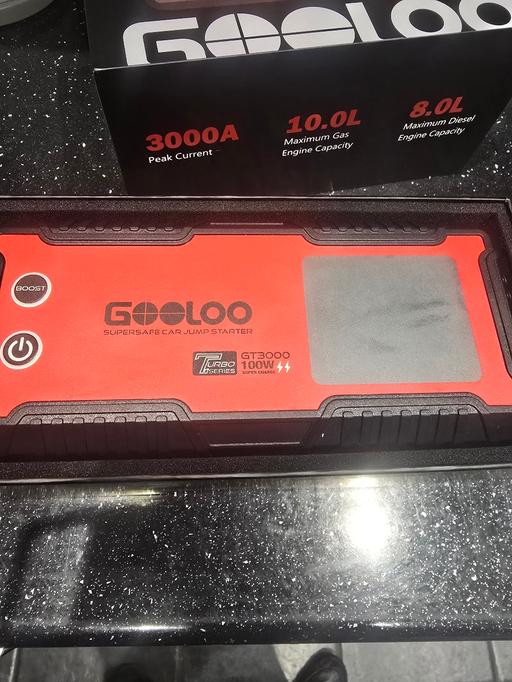 GOOLOO
3000A
Peak Current
10.0L
Maximum Gas
Engine Capacity
8.0L
Maximum Diesel
Engine Capacity
BOOST
GOOLOO
SUPERSAFE CAR JUMP STARTER
TURBO
SERIES
GT3000
100W
SUPER CHARGE